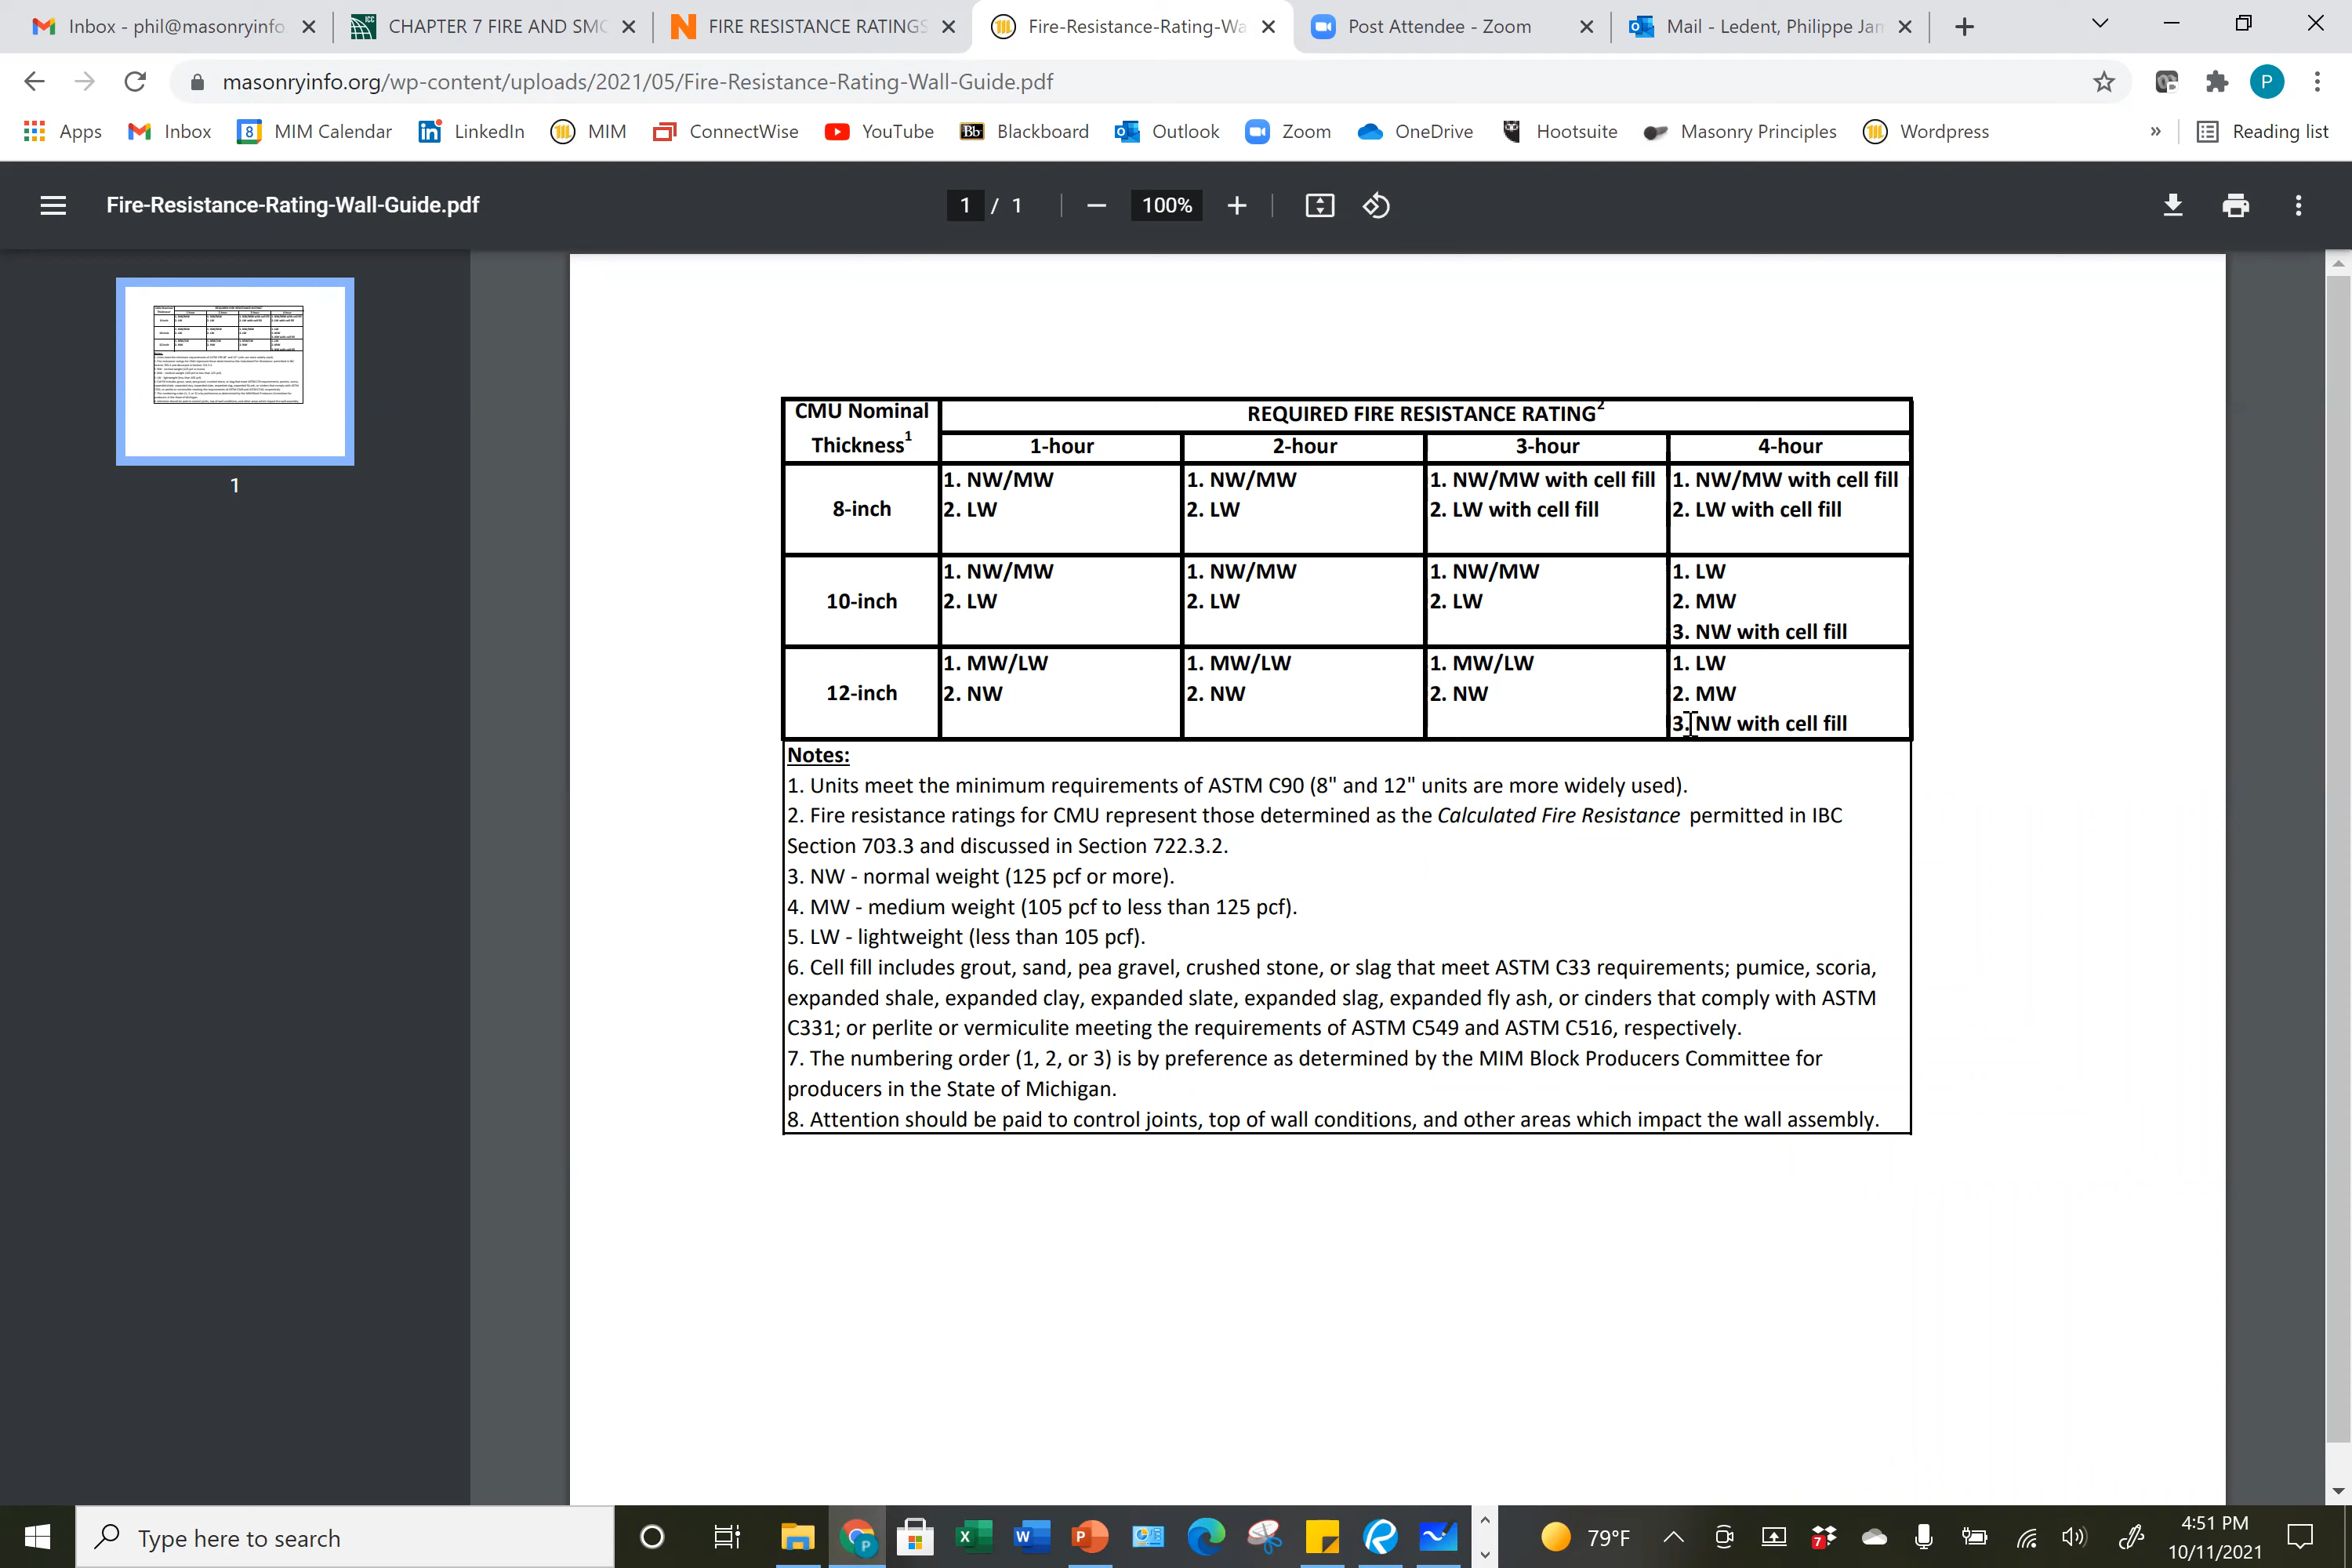 Inbox - phil@masonryinfo
CHAPTER 7 FIRE AND SMO
FIRE RESISTANCE RATINGS
Fire-Resistance-Rating-Wa
Post Attendee - Zoom
Mail - Ledent, Philippe Jam
masonryinfo.org/wp-content/uploads/2021/05/Fire-Resistance-Rating-Wall-Guide.pdf
P
Apps
Inbox
8
MIM Calendar
LinkedIn
MIM
ConnectWise
YouTube
Bb
Blackboard
Outlook
Zoom
OneDrive
Hootsuite
Masonry Principles
Wordpress
»
Reading list
Fire-Resistance-Rating-Wall-Guide.pdf
1 / 1
100%
1
CMU Nominal Thickness1
REQUIRED FIRE RESISTANCE RATING2
1-hour
2-hour
3-hour
4-hour
8-inch
1. NW/MW
2. LW
1. NW/MW
2. LW
1. NW/MW with cell fill
2. LW with cell fill
1. NW/MW with cell fill
2. LW with cell fill
10-inch
1. NW/MW
2. LW
1. NW/MW
2. LW
1. NW/MW
2. LW
1. LW
2. MW
3. NW with cell fill
12-inch
1. MW/LW
2. NW
1. MW/LW
2. NW
1. MW/LW
2. NW
1. LW
2. MW
3. NW with cell fill
Notes:
1. Units meet the minimum requirements of ASTM C90 (8" and 12" units are more widely used).
2. Fire resistance ratings for CMU represent those determined as the Calculated Fire Resistance permitted in IBC
Section 703.3 and discussed in Section 722.3.2.
3. NW - normal weight (125 pcf or more).
4. MW - medium weight (105 pcf to less than 125 pcf).
5. LW - lightweight (less than 105 pcf).
6. Cell fill includes grout, sand, pea gravel, crushed stone, or slag that meet ASTM C33 requirements; pumice, scoria,
expanded shale, expanded clay, expanded slate, expanded slag, expanded fly ash, or cinders that comply with ASTM
C331; or perlite or vermiculite meeting the requirements of ASTM C549 and ASTM C516, respectively.
7. The numbering order (1, 2, or 3) is by preference as determined by the MIM Block Producers Committee for
producers in the State of Michigan.
8. Attention should be paid to control joints, top of wall conditions, and other areas which impact the wall assembly.
Type here to search
79°F
7
4:51 PM
10/11/2021